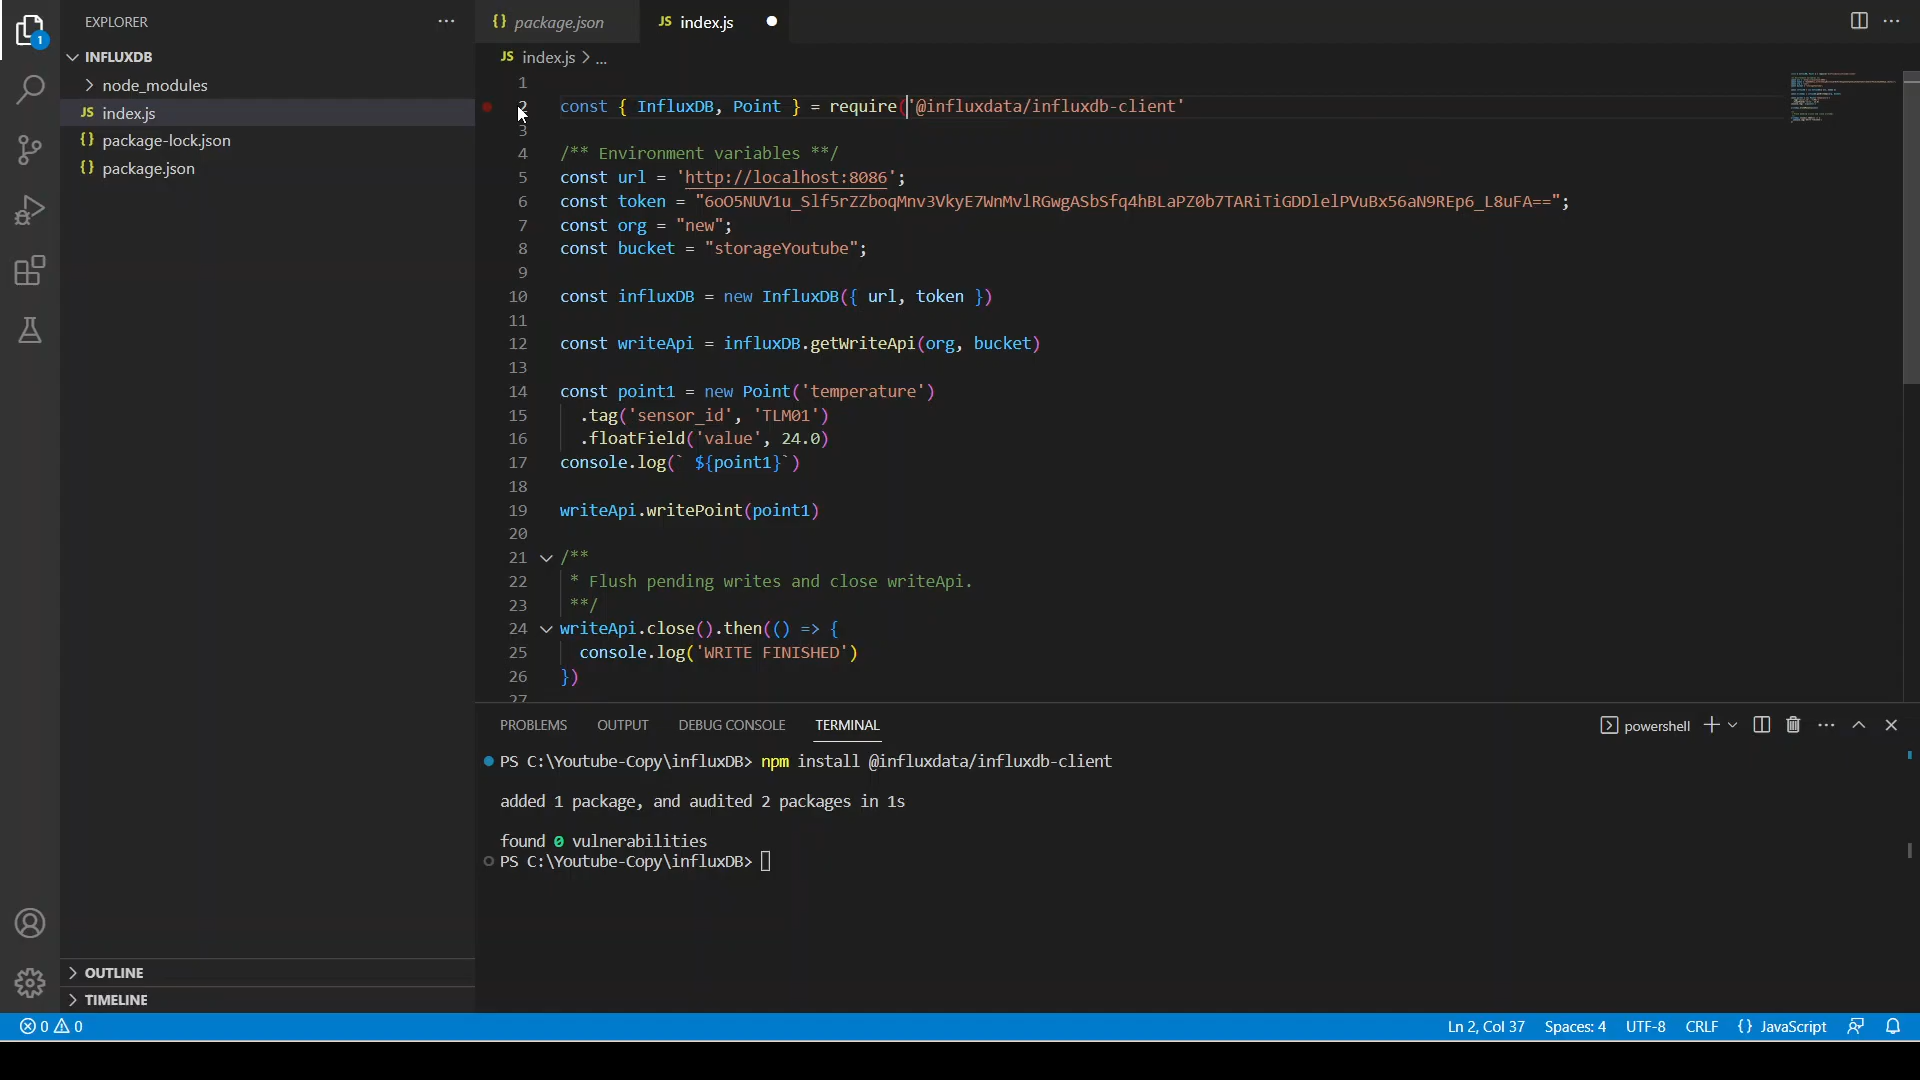 EXPLORER
INFLUXDB
node_modules
JS index.js
{} package-lock.json
{} package.json
OUTLINE
TIMELINE
1
{} package.json
JS index.js
JS index.js > ...
1
2 const { InfluxDB, Point } = require('@influxdata/influxdb-client'
3
4 /** Environment variables **/
5 const url = 'http://localhost:8086';
6 const token = "6oO5NUV1u_Slf5rZZboqMnv3VkyE7WnMvlRGwgASbSfq4hBLaPZ0b7TARiTiGDDlelPVuBx56aN9REp6_L8uFA==";
7 const org = "new";
8 const bucket = "storageYoutube";
9
10 const influxDB = new InfluxDB({ url, token })
11
12 const writeApi = influxDB.getWriteApi(org, bucket)
13
14 const point1 = new Point('temperature')
15 .tag('sensor_id', 'TLM01')
16 .floatField('value', 24.0)
17 console.log(` ${point1}`)
18
19 writeApi.writePoint(point1)
20
21 /**
22 * Flush pending writes and close writeApi.
23 **/
24 writeApi.close().then(() => {
25 console.log('WRITE FINISHED')
26 })
27
PROBLEMS OUTPUT DEBUG CONSOLE TERMINAL
powershell
PS C:\Youtube-Copy\influxDB> npm install @influxdata/influxdb-client
added 1 package, and audited 2 packages in 1s
found 0 vulnerabilities
PS C:\Youtube-Copy\influxDB>
0 0
Ln 2, Col 37 Spaces: 4 UTF-8 CRLF {} JavaScript